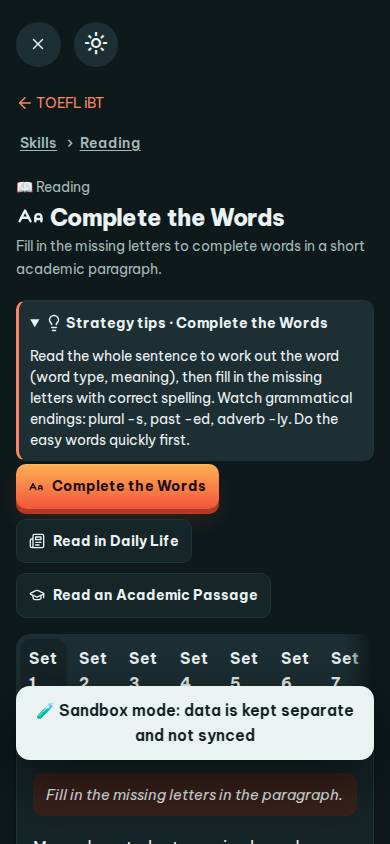 ← TOEFL iBT
Skills › Reading
📖 Reading
Complete the Words
Fill in the missing letters to complete words in a short
academic paragraph.
▼ Strategy tips · Complete the Words
Read the whole sentence to work out the word
(word type, meaning), then fill in the missing
letters with correct spelling. Watch grammatical
endings: plural -s, past -ed, adverb -ly. Do the
easy words quickly first.
Complete the Words
Read in Daily Life
Read an Academic Passage
Set Set Set Set Set Set Set
1 2 3 4 5 6 7
🧪 Sandbox mode: data is kept separate
and not synced
Fill in the missing letters in the paragraph.